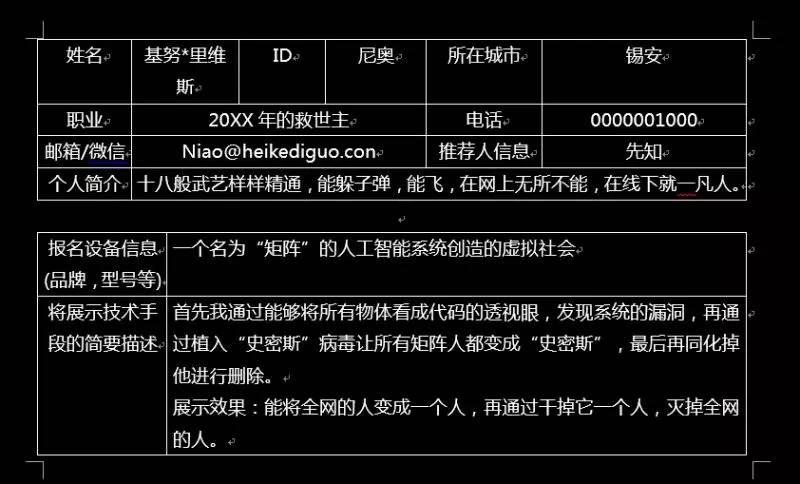 姓名 基努*里维斯 ID 尼奥 所在城市 锡安
职业 20XX 年的救世主 电话 0000001000
邮箱/微信 Niao@heikediguo.con 推荐人信息 先知
个人简介 十八般武艺样样精通，能躲子弹，能飞，在网上无所不能，在线下就一凡人。
报名设备信息(品牌，型号等) 一个名为“矩阵”的人工智能系统创造的虚拟社会
将展示技术手段的简要描述 首先我通过能够将所有物体看成代码的透视眼，发现系统的漏洞，再通
过植入“史密斯”病毒让所有矩阵人都变成“史密斯”，最后再同化掉
他进行删除。
展示效果：能将全网的人变成一个人，再通过干掉它一个人，灭掉全网
的人。